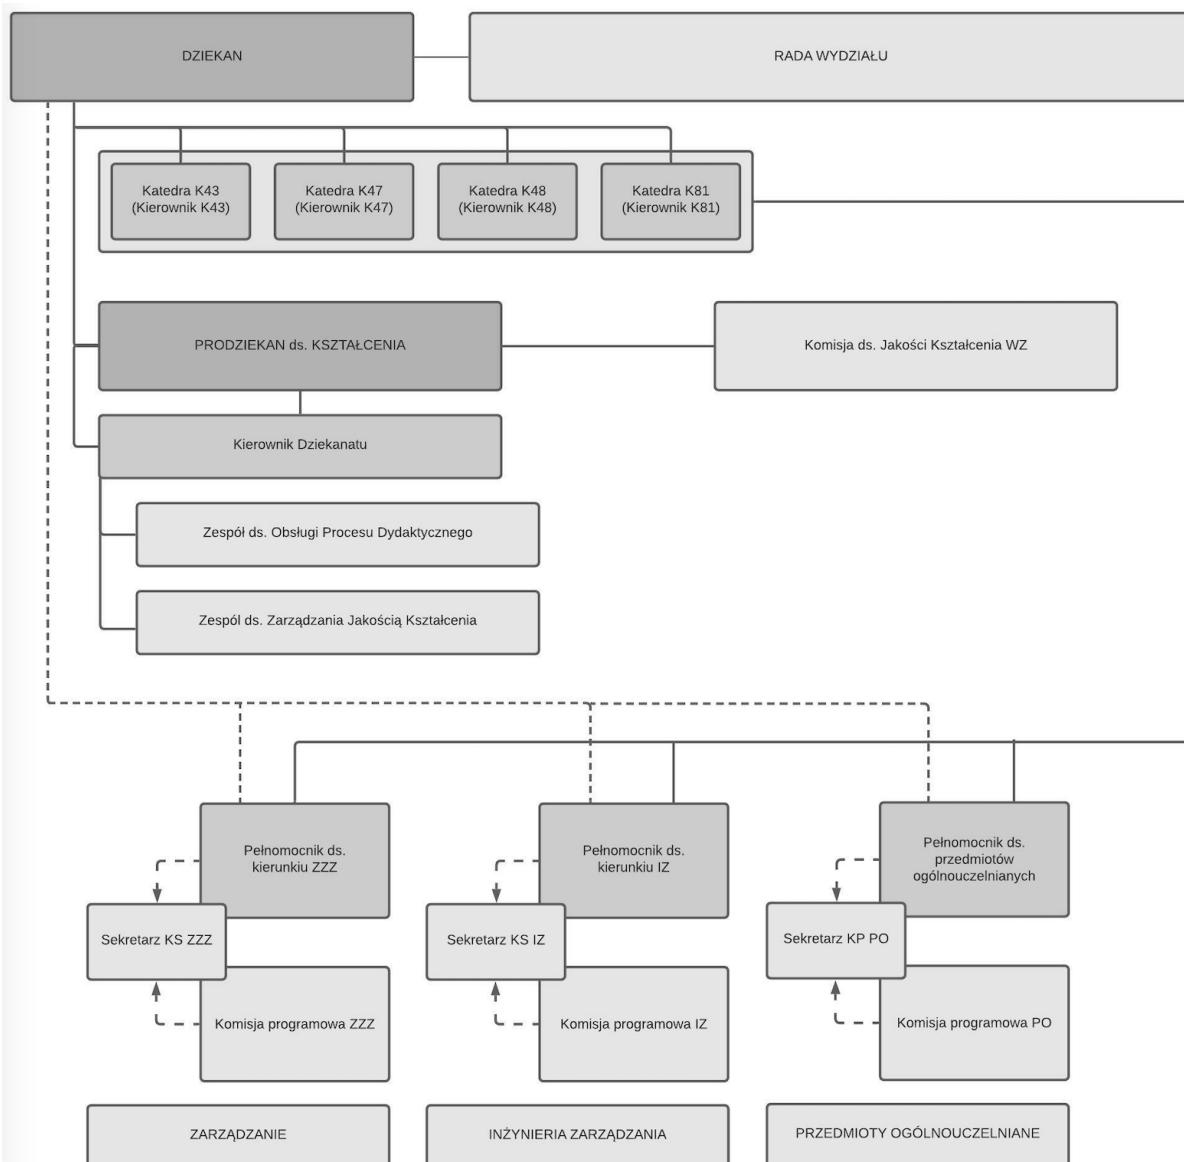 DZIEKAN
RADA WYDZIAŁU
Katedra K43
(Kierownik K43)
Katedra K47
(Kierownik K47)
Katedra K48
(Kierownik K48)
Katedra K81
(Kierownik K81)
PRODZIEKAN ds. KSZTAŁCENIA
Komisja ds. Jakości Kształcenia WZ
Kierownik Dziekanatu
Zespół ds. Obsługi Procesu Dydaktycznego
Zespól ds. Zarządzania Jakością Kształcenia
Pełnomocnik ds.
kierunku ZZZ
Pełnomocnik ds.
kierunku IZ
Pełnomocnik ds.
przedmiotów
ogólnouczelnianych
Sekretarz KS ZZZ
Sekretarz KS IZ
Sekretarz KP PO
Komisja programowa ZZZ
Komisja programowa IZ
Komisja programowa PO
ZARZĄDZANIE
INŻYNIERIA ZARZĄDZANIA
PRZEDMIOTY OGÓLNOUCZELNIANE